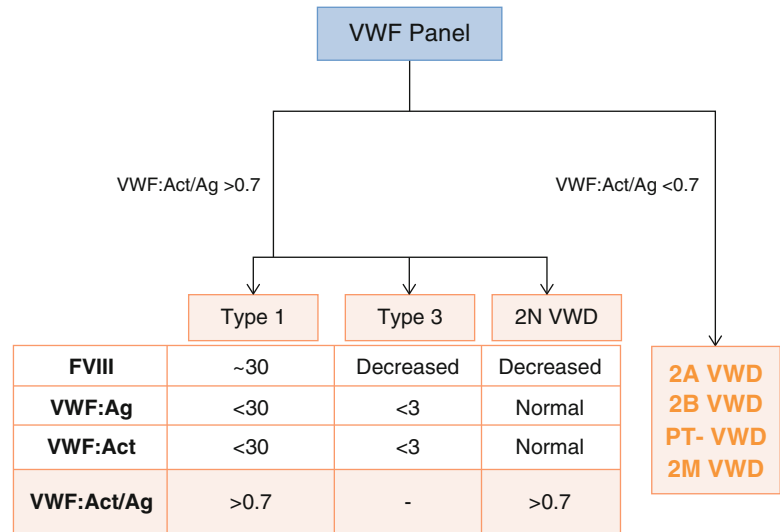 VWF Panel
VWF:Act/Ag >0.7
VWF:Act/Ag <0.7
Type 1 Type 3 2N VWD
FVIII ~30 Decreased Decreased
VWF:Ag <30 <3 Normal
VWF:Act <30 <3 Normal
VWF:Act/Ag >0.7 - >0.7
2A VWD
2B VWD
PT- VWD
2M VWD